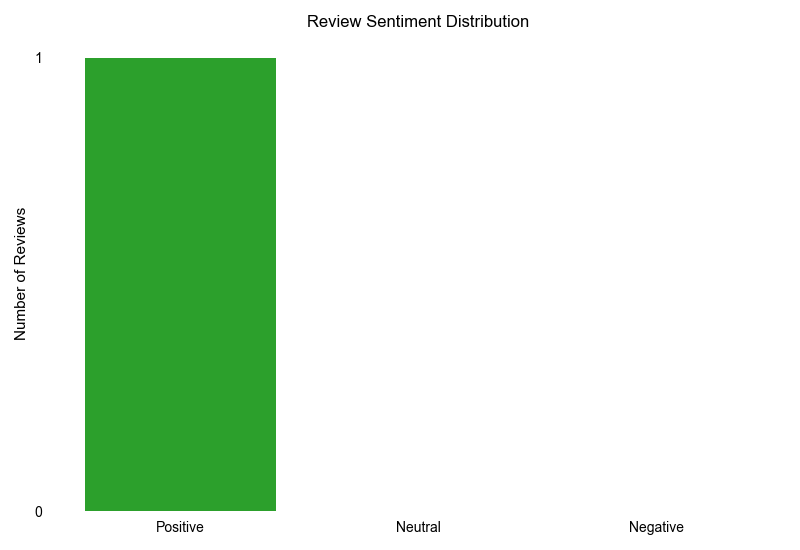 Review Sentiment Distribution
1
Number of Reviews
0
Positive
Neutral
Negative